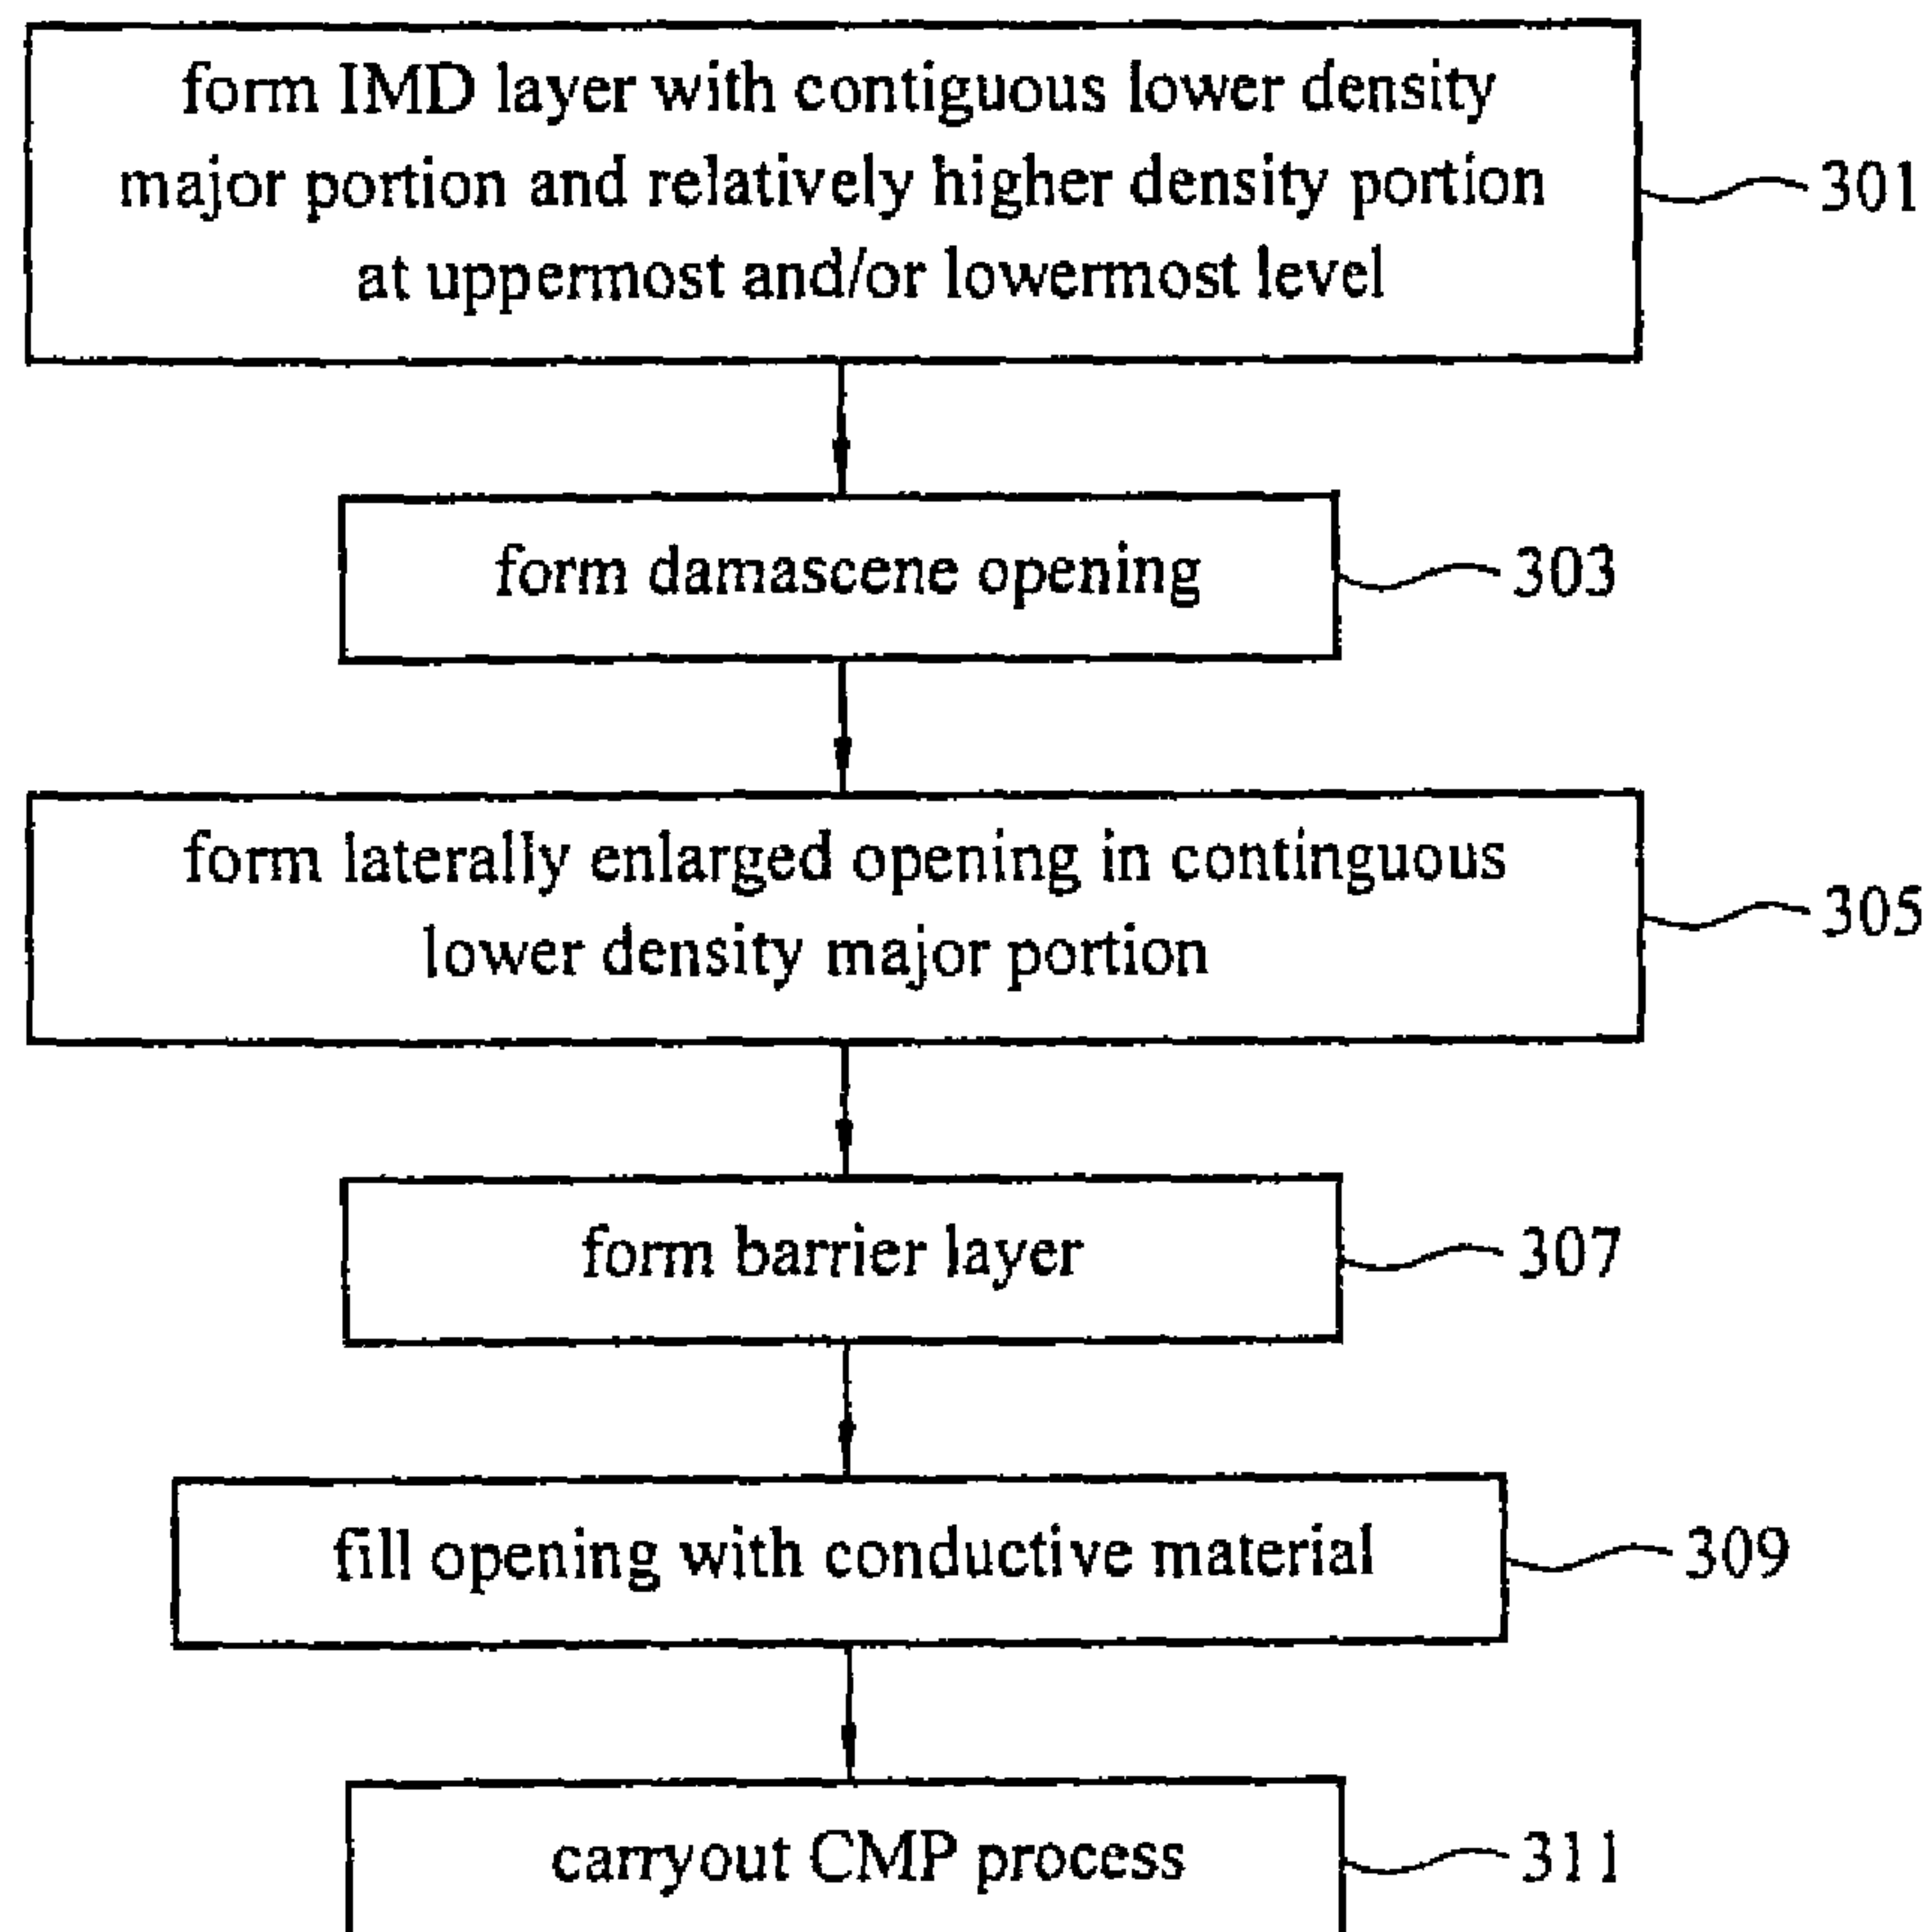 form IMD layer with contiguous lower density
major portion and relatively higher density portion
at uppermost and/or lowermost level
301
form damascene opening
303
form laterally enlarged opening in continguous
lower density major portion
305
form barrier layer
307
fill opening with conductive material
309
carryout CMP process
311